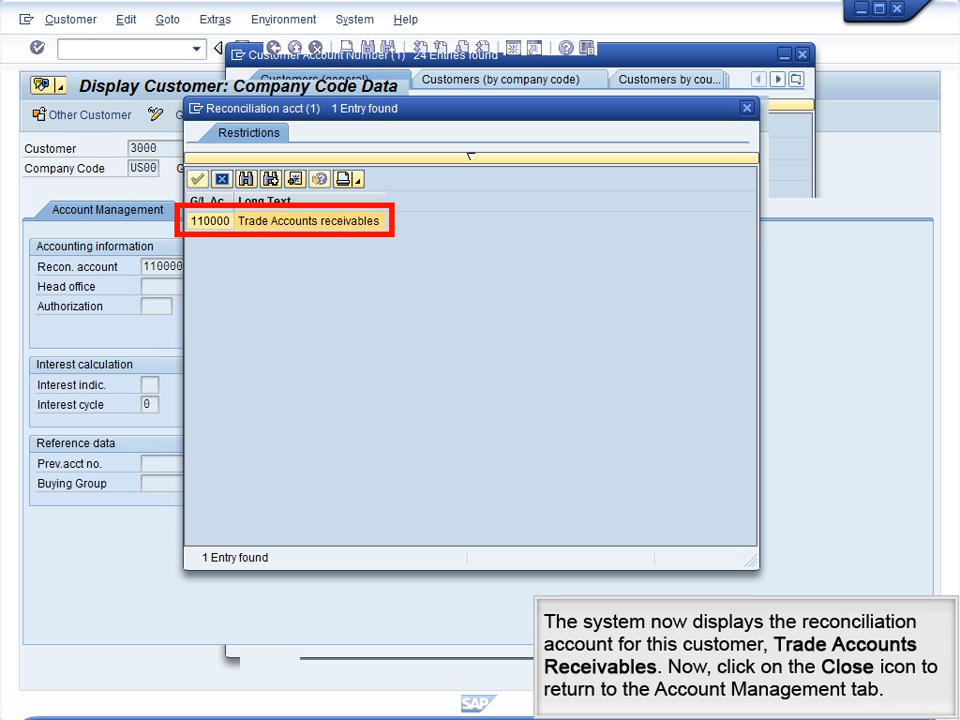 Customer Edit Goto Extras Environment System Help
Customer Account Number (1) 24 Entries found
Customers (general) Customers (by company code) Customers by cou...
Display Customer: Company Code Data
Reconciliation acct (1) 1 Entry found
Other Customer
Restrictions
Customer 3000
Company Code US00
G/L Ac Long Text
Account Management
110000 Trade Accounts receivables
Accounting information
Recon. account 110000
Head office
Authorization
Interest calculation
Interest indic.
Interest cycle 0
Reference data
Prev.acct no.
Buying Group
1 Entry found
The system now displays the reconciliation
account for this customer, Trade Accounts
Receivables. Now, click on the Close icon to
return to the Account Management tab.
SAP